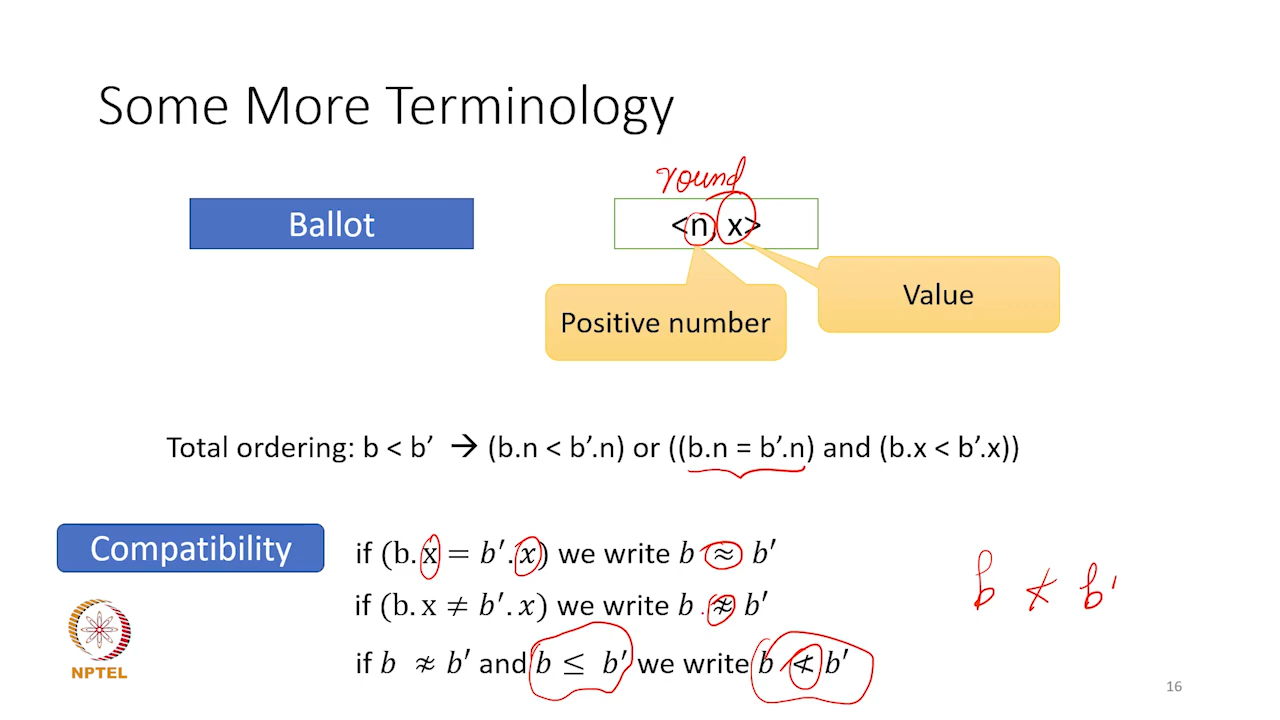 Some More Terminology
round
Ballot
<n, x>
Value
Positive number
Total ordering: b < b’ → (b.n < b’.n) or ((b.n = b’.n) and (b.x < b’.x))
Compatibility
if (b. x = b′. x) we write b ≈ b′
if (b. x ≠ b′. x) we write b ≉ b′
b ≮ b'
if b ≉ b′ and b ≤ b′ we write b ≮ b′
NPTEL
16